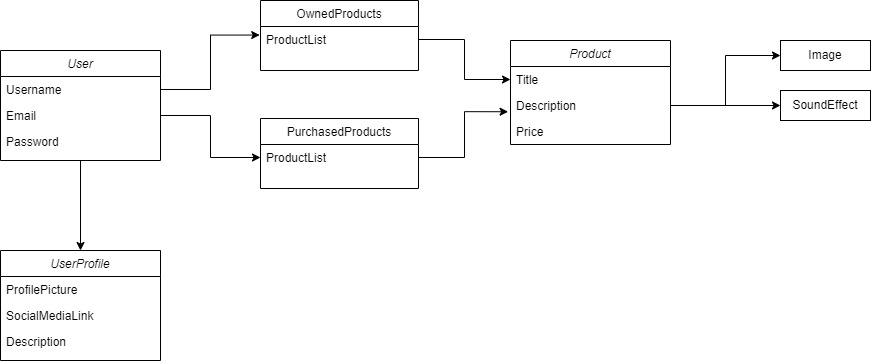 User
Username
Email
Password
OwnedProducts
ProductList
PurchasedProducts
ProductList
Product
Title
Description
Price
Image
SoundEffect
UserProfile
ProfilePicture
SocialMediaLink
Description